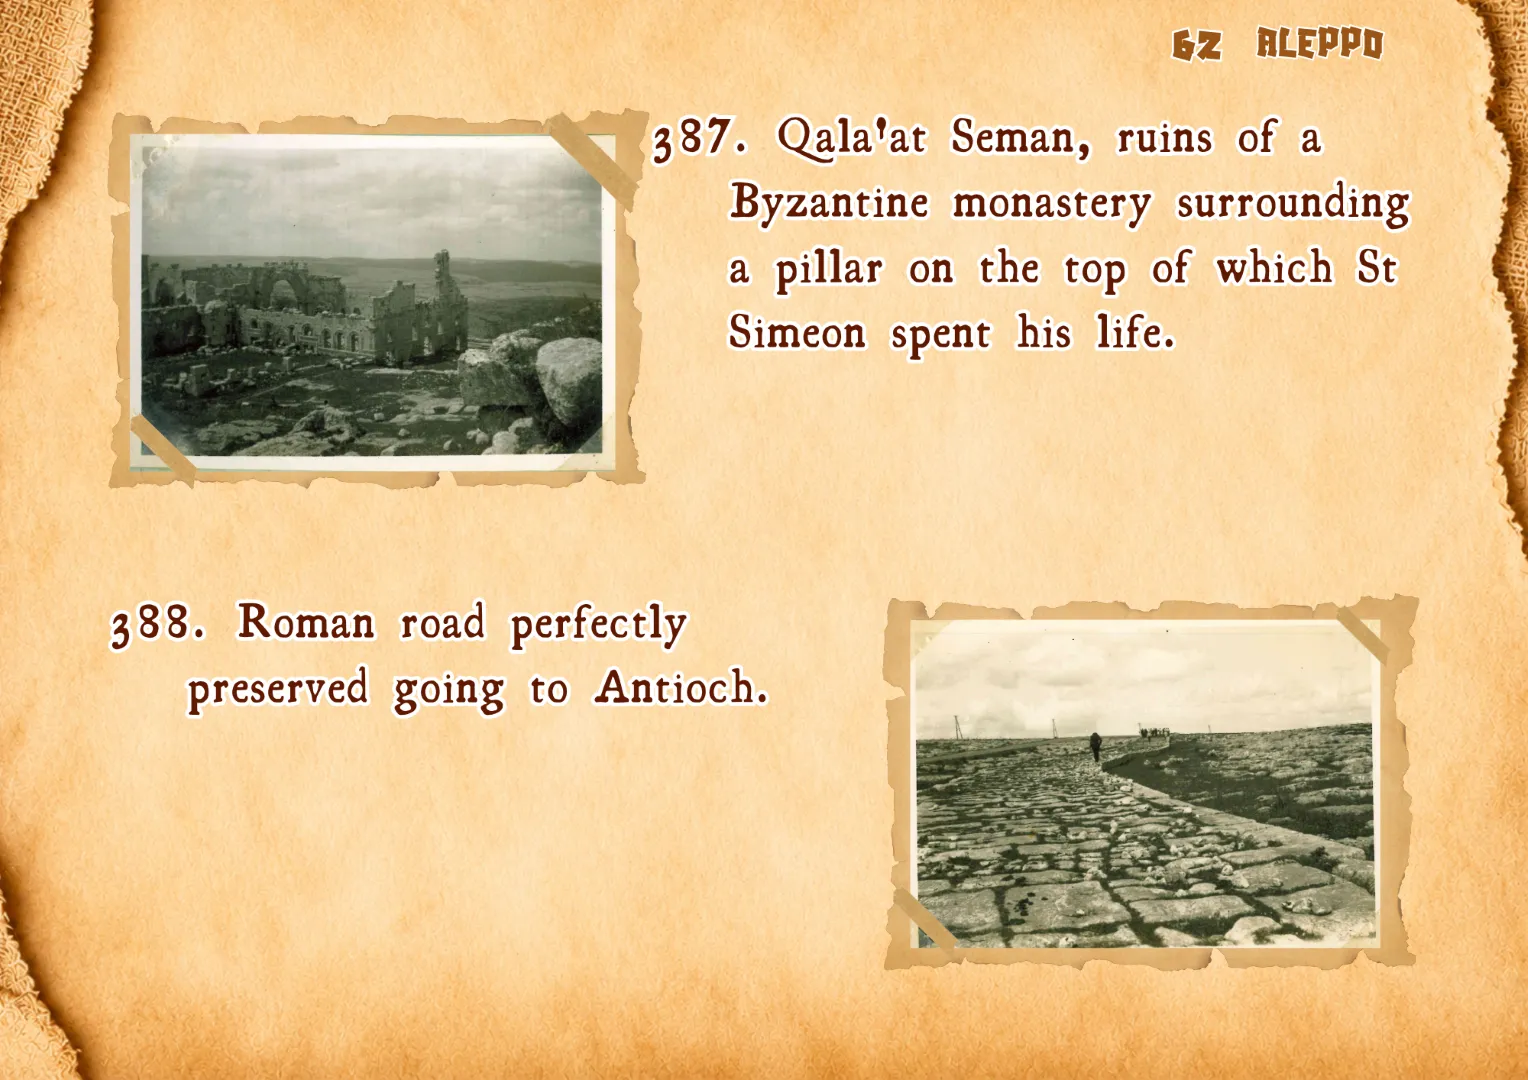 62 ALEPPO
387. Qala'at Seman, ruins of a
Byzantine monastery surrounding
a pillar on the top of which St
Simeon spent his life.
388. Roman road perfectly
preserved going to Antioch.